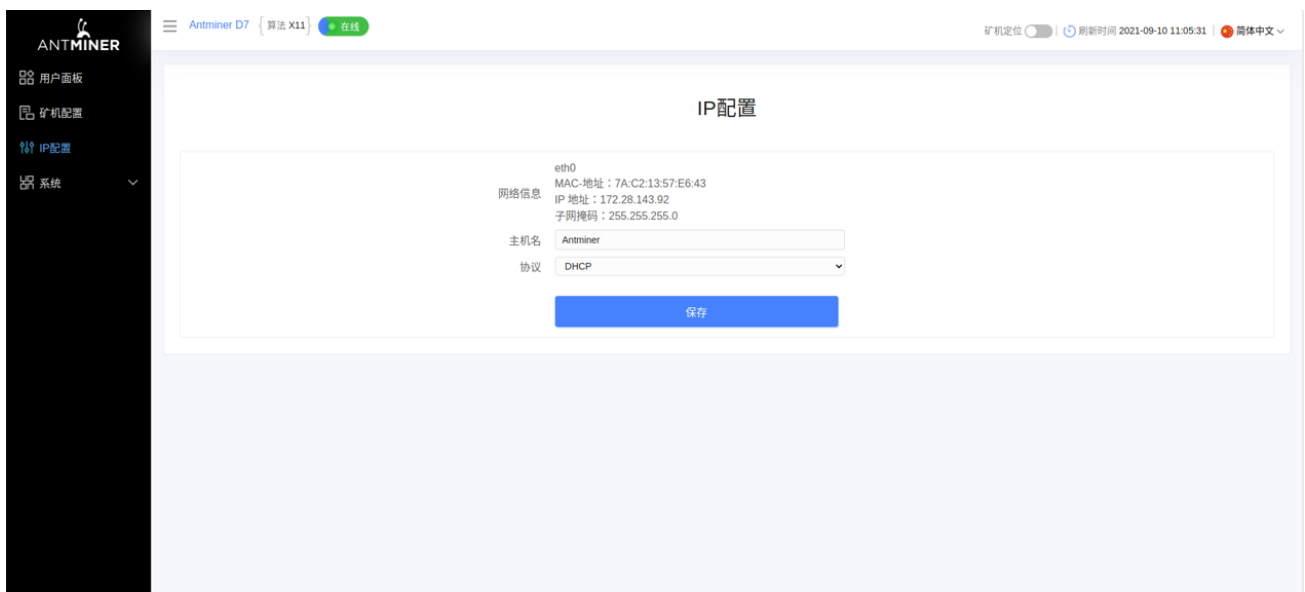 ANTMINER
Antminer D7 {算法 X11} 在线
矿机定位 刷新时间 2021-09-10 11:05:31 简体中文
用户面板
矿机配置
IP配置
系统
IP配置
网络信息
eth0
MAC-地址：7A:C2:13:57:E6:43
IP 地址：172.28.143.92
子网掩码：255.255.255.0
主机名 Antminer
协议 DHCP
保存